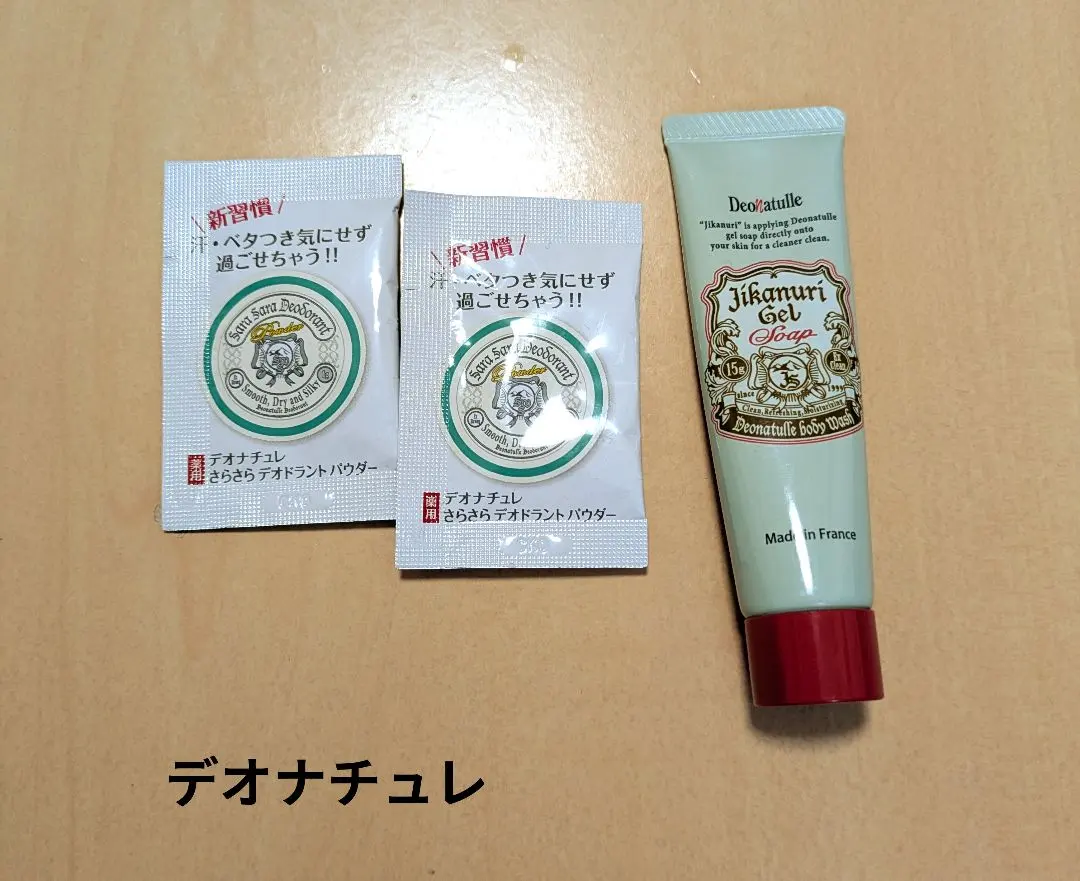 新習慣
汗・ベタつき気にせず
過ごせちゃう!!
Sara Sara Deodorant
Powder
Smooth, Dry and Silky
Deonatulle Deodorant
薬用
デオナチュレ
さらさら デオドラント パウダー
新習慣
汗・ベタつき気にせず
過ごせちゃう!!
Sara Sara Deodorant
Powder
Smooth, D
Deonatulle Deodorant
薬用
デオナチュレ
さらさら デオドラント パウダー
Deonatulle
"Jikanuri" is applying Deonatulle
gel soap directly onto
your skin for a cleaner clean.
Jikanuri
Gel
Soap
15g
JS
since 1999
Clean, Refreshing, Moisturizing
Deonatulle body Wash
Made in France
デオナチュレ